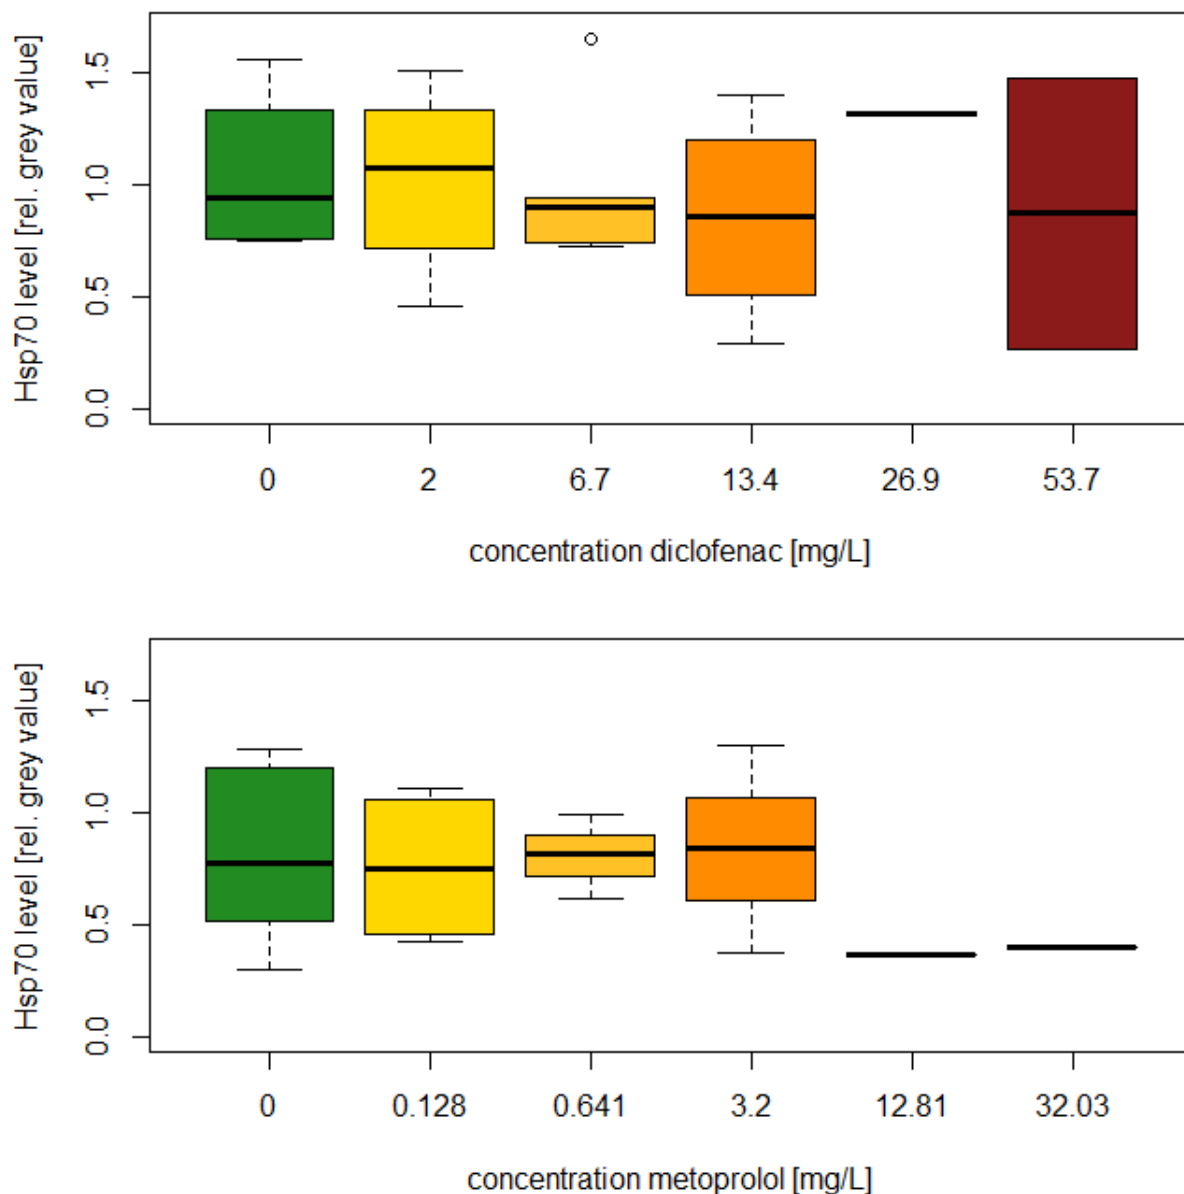 Hsp70 level [rel. grey value]
1.5
1.0
0.5
0.0
0 2 6.7 13.4 26.9 53.7
concentration diclofenac [mg/L]
Hsp70 level [rel. grey value]
1.5
1.0
0.5
0.0
0 0.128 0.641 3.2 12.81 32.03
concentration metoprolol [mg/L]